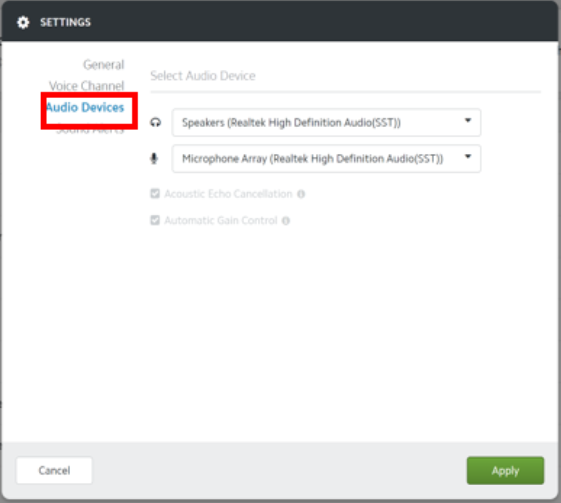 SETTINGS
General
Voice Channel
Audio Devices
Sound Alerts
Select Audio Device
Speakers (Realtek High Definition Audio(SST))
Microphone Array (Realtek High Definition Audio(SST))
Acoustic Echo Cancellation
Automatic Gain Control
Cancel
Apply